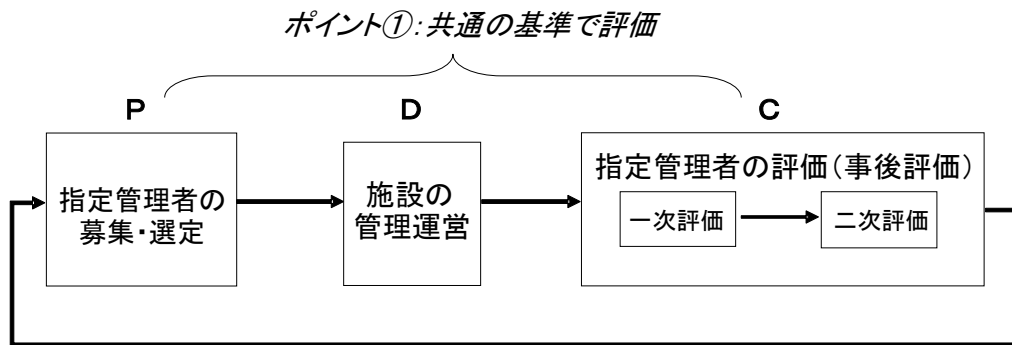 ポイント①:共通の基準で評価
P
D
C
指定管理者の
募集・選定
施設の
管理運営
指定管理者の評価(事後評価)
一次評価
二次評価